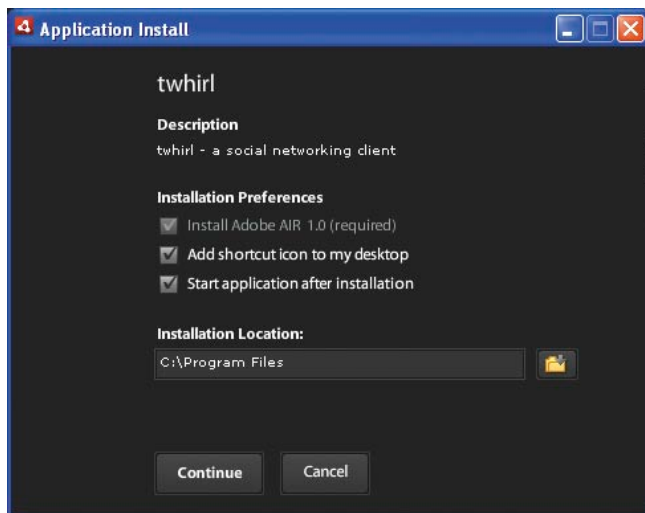 Application Install
twhirl
Description
twhirl - a social networking client
Installation Preferences
Install Adobe AIR 1.0 (required)
Add shortcut icon to my desktop
Start application after installation
Installation Location:
C:\Program Files
Continue Cancel